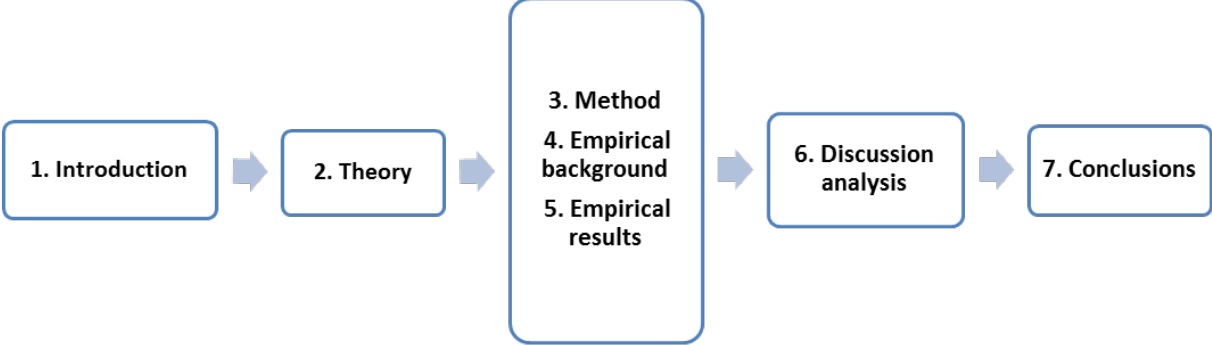 1. Introduction
2. Theory
3. Method
4. Empirical
background
5. Empirical
results
6. Discussion
analysis
7. Conclusions